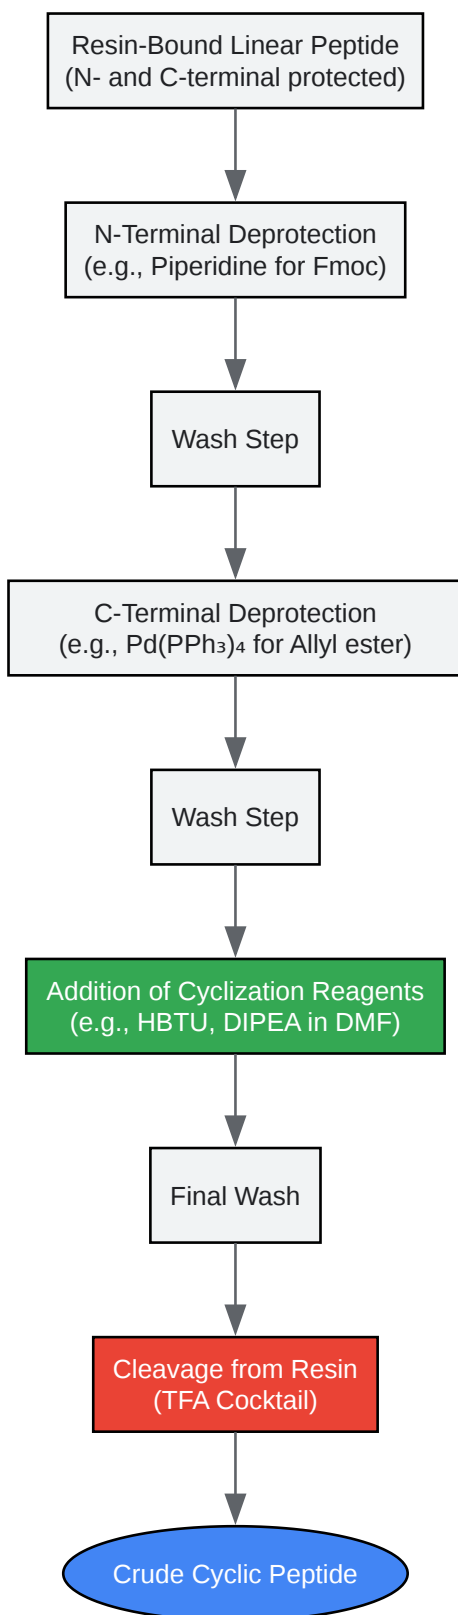 Resin-Bound Linear Peptide
(N- and C-terminal protected)
N-Terminal Deprotection
(e.g., Piperidine for Fmoc)
Wash Step
C-Terminal Deprotection
(e.g., Pd(PPh₃)₄ for Allyl ester)
Wash Step
Addition of Cyclization Reagents
(e.g., HBTU, DIPEA in DMF)
Final Wash
Cleavage from Resin
(TFA Cocktail)
Crude Cyclic Peptide